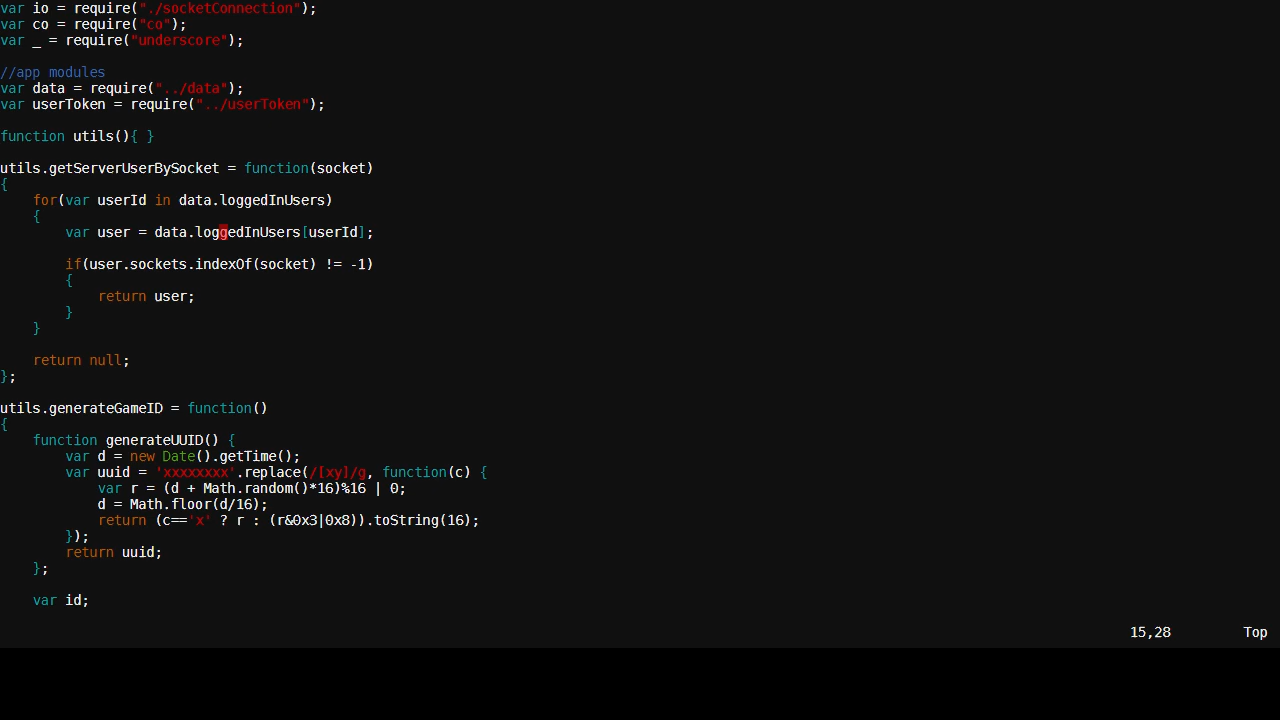 var io = require("./socketConnection");
var co = require("co");
var _ = require("underscore");

//app modules
var data = require("../data");
var userToken = require("../userToken");

function utils(){ }

utils.getServerUserBySocket = function(socket)
{
    for(var userId in data.loggedInUsers)
    {
        var user = data.loggedInUsers[userId];

        if(user.sockets.indexOf(socket) != -1)
        {
            return user;
        }
    }

    return null;
};

utils.generateGameID = function()
{
    function generateUUID() {
        var d = new Date().getTime();
        var uuid = 'xxxxxxxx'.replace(/[xy]/g, function(c) {
            var r = (d + Math.random()*16)%16 | 0;
            d = Math.floor(d/16);
            return (c=='x' ? r : (r&0x3|0x8)).toString(16);
        });
        return uuid;
    };

    var id;
15,28 Top